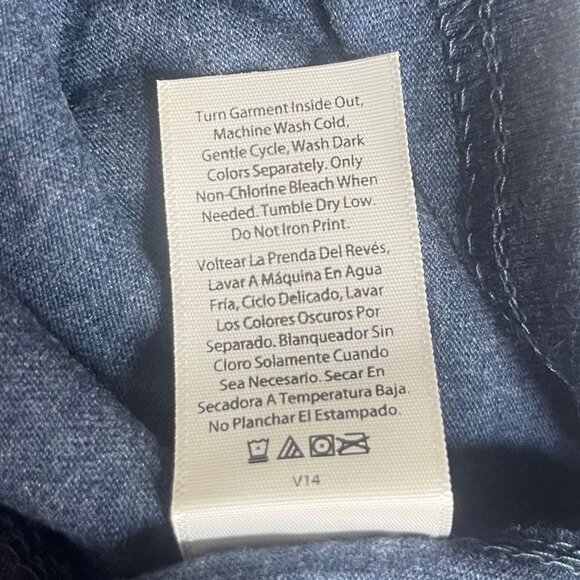 Turn Garment Inside Out,
Machine Wash Cold,
Gentle Cycle, Wash Dark
Colors Separately. Only
Non-Chlorine Bleach When
Needed. Tumble Dry Low.
Do Not Iron Print.
Voltear La Prenda Del Revés,
Lavar A Máquina En Agua
Fría, Ciclo Delicado, Lavar
Los Colores Oscuros Por
Separado. Blanqueador Sin
Cloro Solamente Cuando
Sea Necesario. Secar En
Secadora A Temperatura Baja.
No Planchar El Estampado.
V14